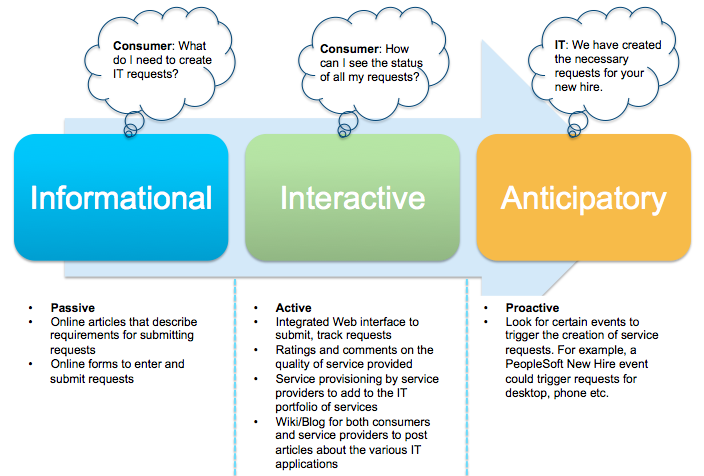 Consumer: What
do I need to create
IT requests?
Consumer: How
can I see the status
of all my requests?
IT: We have created
the necessary
requests for your
new hire.
Informational
Interactive
Anticipatory
• Passive
• Online articles that describe
requirements for submitting
requests
• Online forms to enter and
submit requests
• Active
• Integrated Web interface to
submit, track requests
• Ratings and comments on the
quality of service provided
• Service provisioning by service
providers to add to the IT
portfolio of services
• Wiki/Blog for both consumers
and service providers to post
articles about the various IT
applications
• Proactive
• Look for certain events to
trigger the creation of service
requests. For example, a
PeopleSoft New Hire event
could trigger requests for
desktop, phone etc.